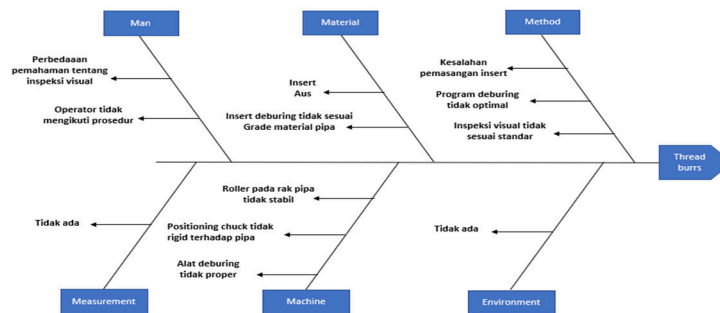 Man
Material
Method
Perbedaaan
pemahaman tentang
inspeksi visual
Operator tidak
mengikuti prosedur
Insert
Aus
Insert deburing tidak sesuai
Grade material pipa
Kesalahan
pemasangan insert
Program deburing
tidak optimal
Inspeksi visual tidak
sesuai standar
Thread
burrs
Tidak ada
Roller pada rak pipa
tidak stabil
Positioning chuck tidak
rigid terhadap pipa
Alat deburing
tidak proper
Tidak ada
Measurement
Machine
Environment